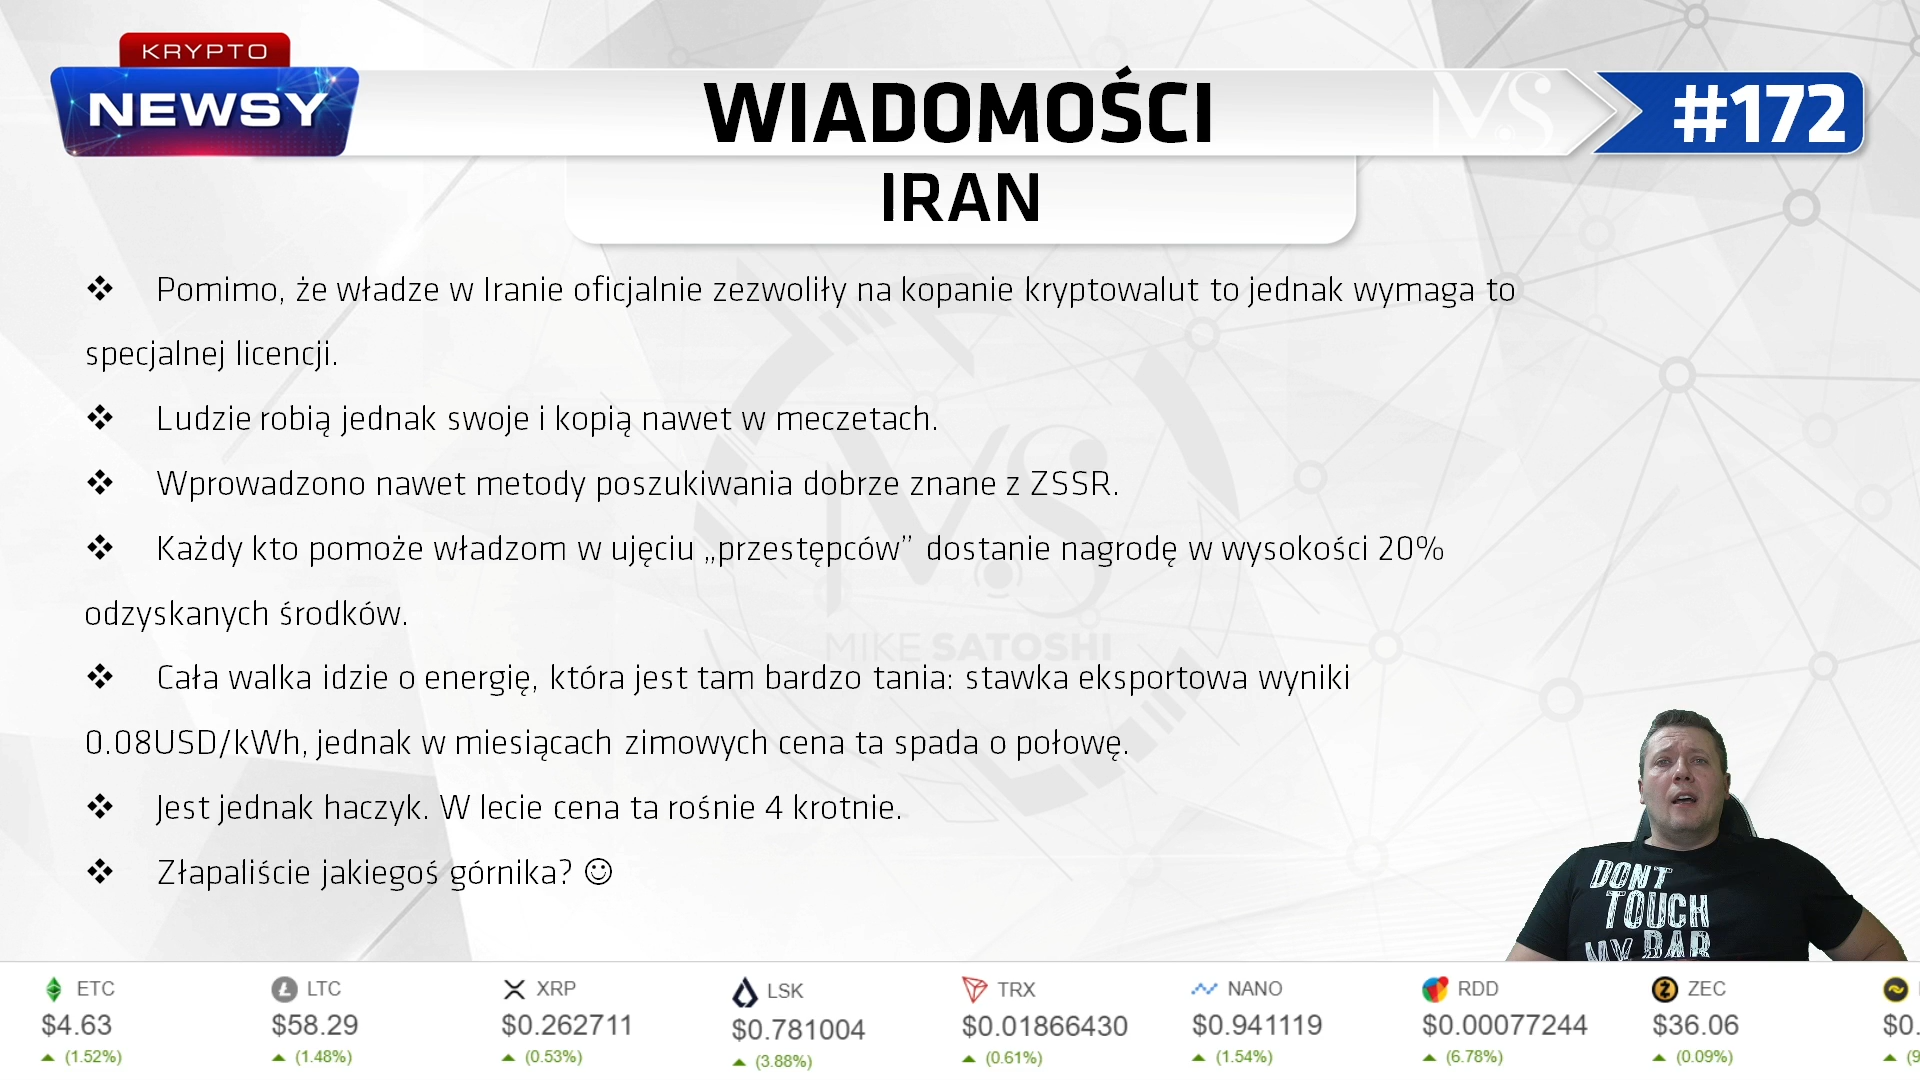 KRYPTO
NEWSY
WIADOMOŚCI
#172
IRAN
❖ Pomimo, że władze w Iranie oficjalnie zezwoliły na kopanie kryptowalut to jednak wymaga to
specjalnej licencji.
❖ Ludzie robią jednak swoje i kopią nawet w meczetach.
❖ Wprowadzono nawet metody poszukiwania dobrze znane z ZSSR.
❖ Każdy kto pomoże władzom w ujęciu „przestępców” dostanie nagrodę w wysokości 20%
odzyskanych środków.
MIKE SATOSHI
❖ Cała walka idzie o energię, która jest tam bardzo tania: stawka eksportowa wyniki
0.08USD/kWh, jednak w miesiącach zimowych cena ta spada o połowę.
❖ Jest jednak haczyk. W lecie cena ta rośnie 4 krotnie.
❖ Złapaliście jakiegoś górnika? ☺
DONT
TOUCH
MY BAR
ETC LTC XRP LSK TRX NANO RDD ZEC
$4.63 $58.29 $0.262711 $0.781004 $0.01866430 $0.941119 $0.00077244 $36.06 $0.
(1.52%) (1.48%) (0.53%) (3.88%) (0.61%) (1.54%) (6.78%) (0.09%) (9